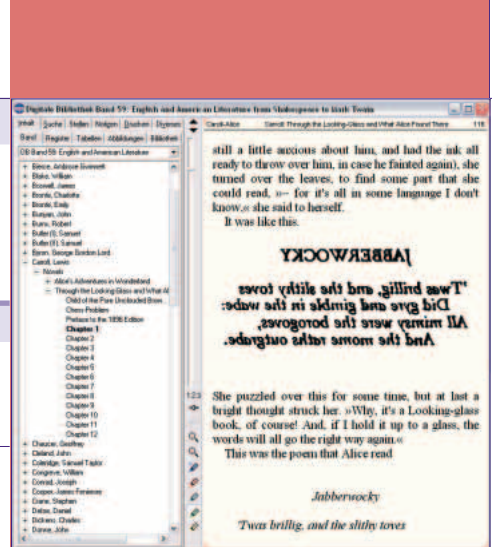 Digitale Bibliothek Band 59: English and American Literature from Shakespeare to Mark Twain
Inhalt Suche Stellen Notizen Drucken Diverses
Band Register Tabellen Abbildungen Bibliothek
DB Band 59: English and American Literature
Bierce, Ambrose Gwinnett
Blake, William
Boswell, James
Brontë, Charlotte
Brontë, Emily
Bunyan, John
Burns, Robert
Butler (I), Samuel
Butler (II), Samuel
Byron, George Gordon Lord
Carroll, Lewis
Novels
Alice's Adventures in Wonderland
Through the Looking Glass and What Al
Child of the Pure Unclouded Brow
Chess-Problem
Preface to the 1896 Edition
Chapter 1
Chapter 2
Chapter 3
Chapter 4
Chapter 5
Chapter 6
Chapter 7
Chapter 8
Chapter 9
Chapter 10
Chapter 11
Chapter 12
Chaucer, Geoffrey
Cleland, John
Coleridge, Samuel Taylor
Congreve, William
Conrad, Joseph
Cooper, James Fenimore
Crane, Stephen
Defoe, Daniel
Dickens, Charles
Donne, John
123
Carroll-Alice Carroll: Through the Looking-Glass and What Alice Found There 118
still a little anxious about him, and had the ink all
ready to throw over him, in case he fainted again), she
turned over the leaves, to find some part that she
could read, »– for it's all in some language I don't
know,« she said to herself.
It was like this.
JABBERWOCKY
'Twas brillig, and the slithy toves
Did gyre and gimble in the wabe:
All mimsy were the borogoves,
And the mome raths outgrabe.
She puzzled over this for some time, but at last a
bright thought struck her. »Why, it's a Looking-glass
book, of course! And, if I hold it up to a glass, the
words will all go the right way again.«
This was the poem that Alice read
Jabberwocky
'Twas brillig, and the slithy toves